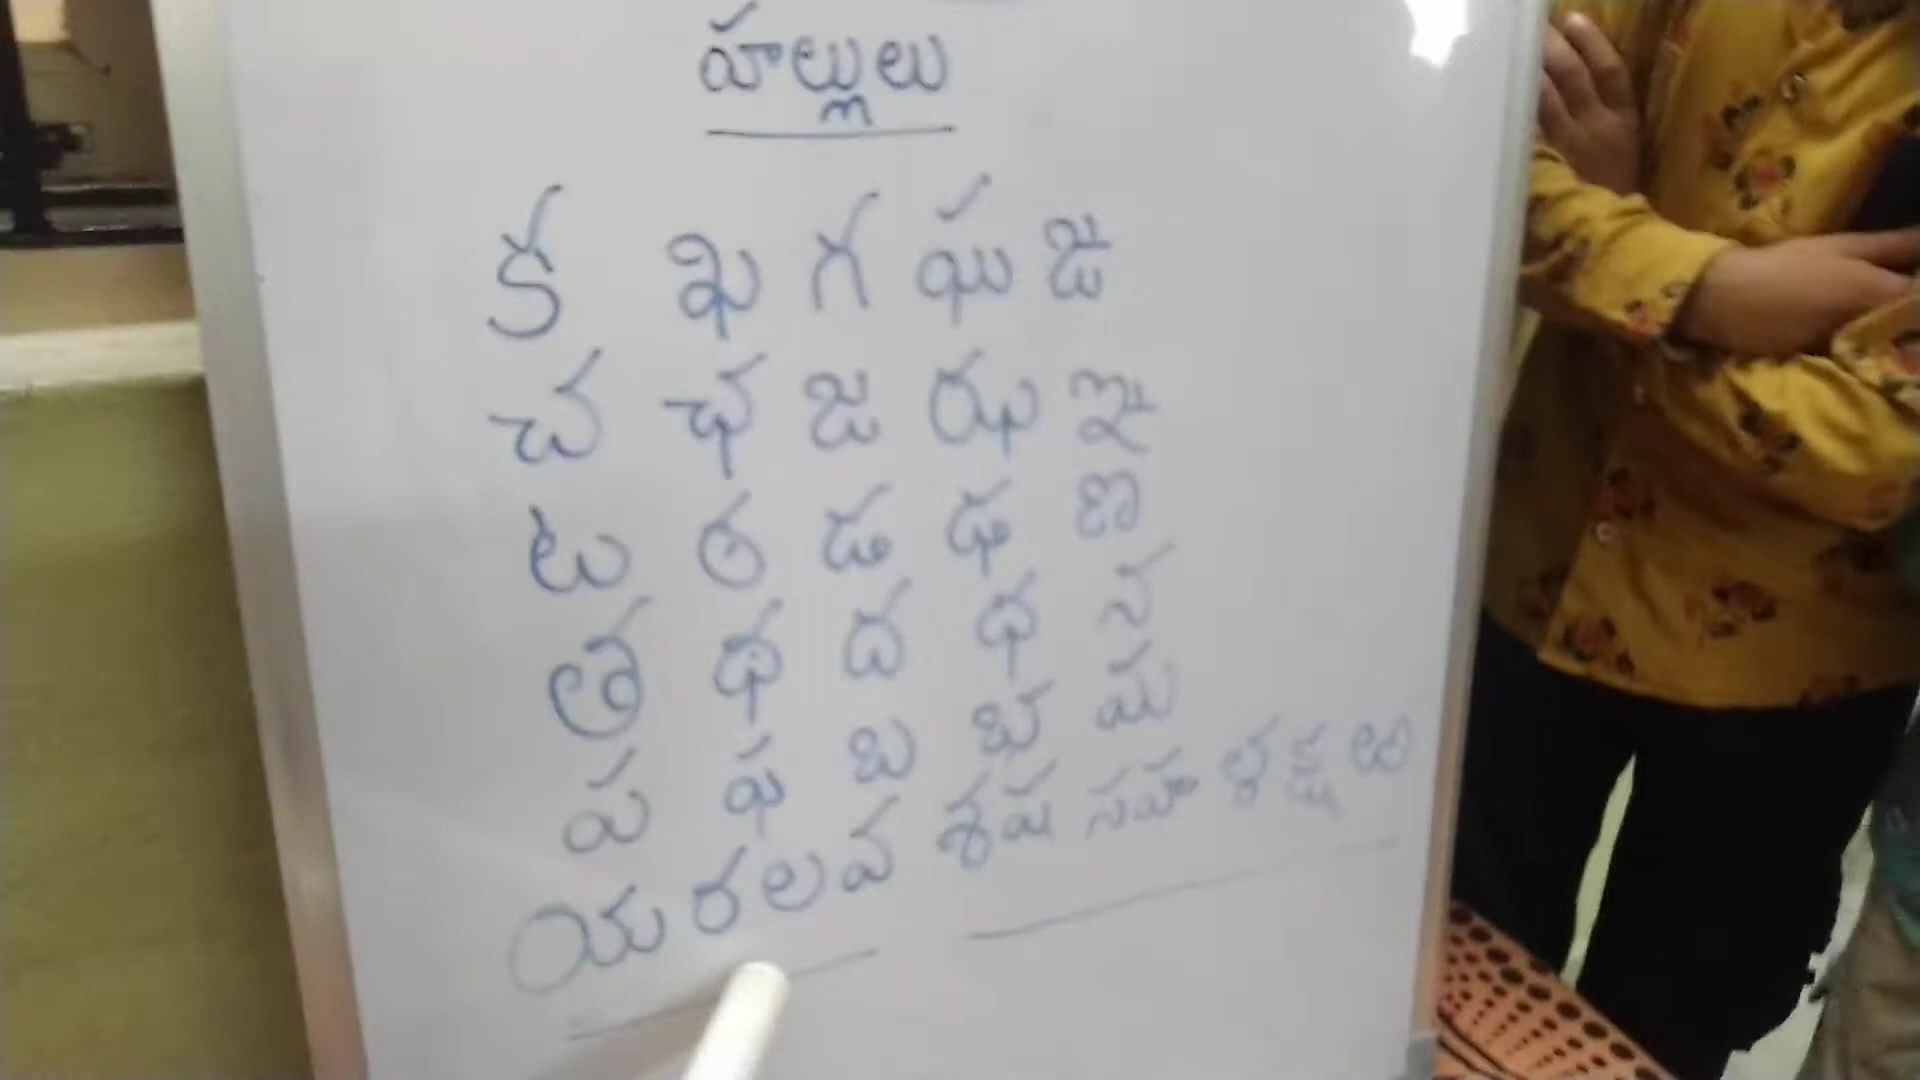 హల్లులు
క ఖ గ ఘ ఙ
చ ఛ జ ఝ ఞ
ట ఠ డ ఢ ణ
త థ ద ధ న
ప ఫ బ భ మ
య ర ల వ శ ష స హ ళ క్ష ఱ